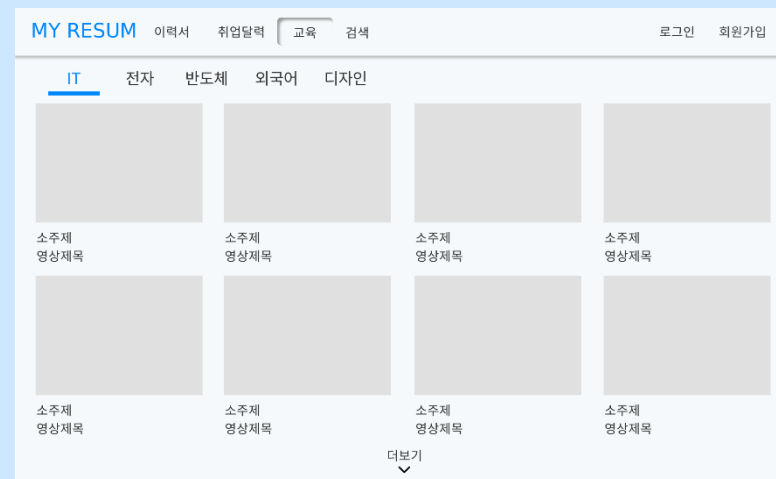 MY RESUM 이력서 취업달력 교육 검색 로그인 회원가입
IT 전자 반도체 외국어 디자인
소주제 소주제 소주제 소주제
영상제목 영상제목 영상제목 영상제목
소주제 소주제 소주제 소주제
영상제목 영상제목 영상제목 영상제목
더보기